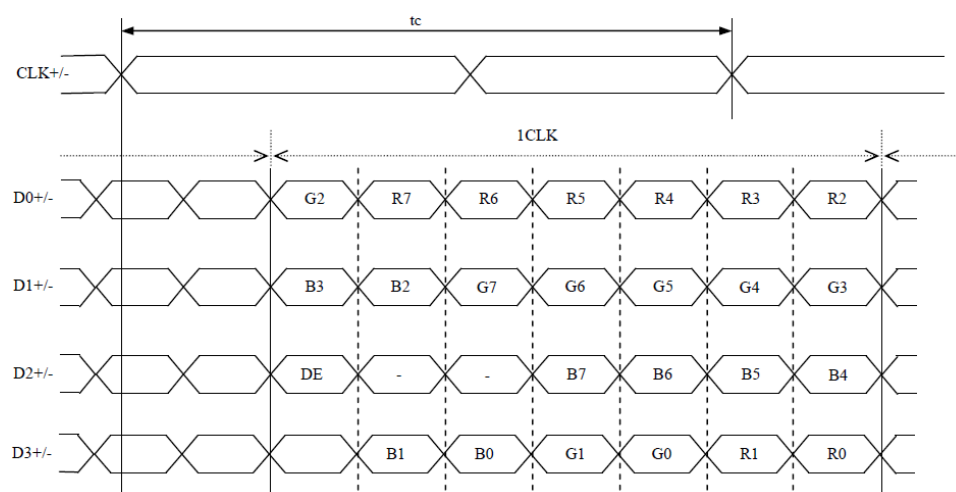 tc
CLK+/-
1CLK
D0+/- G2 R7 R6 R5 R4 R3 R2
D1+/- B3 B2 G7 G6 G5 G4 G3
D2+/- DE - - B7 B6 B5 B4
D3+/- B1 B0 G1 G0 R1 R0